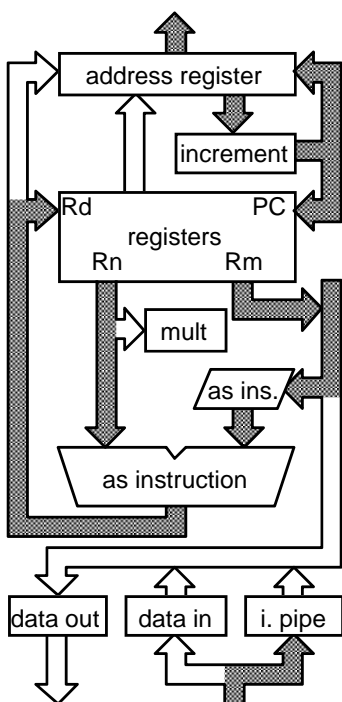 address register
increment
Rd PC
registers
Rn Rm
mult
as ins.
as instruction
data out data in i. pipe